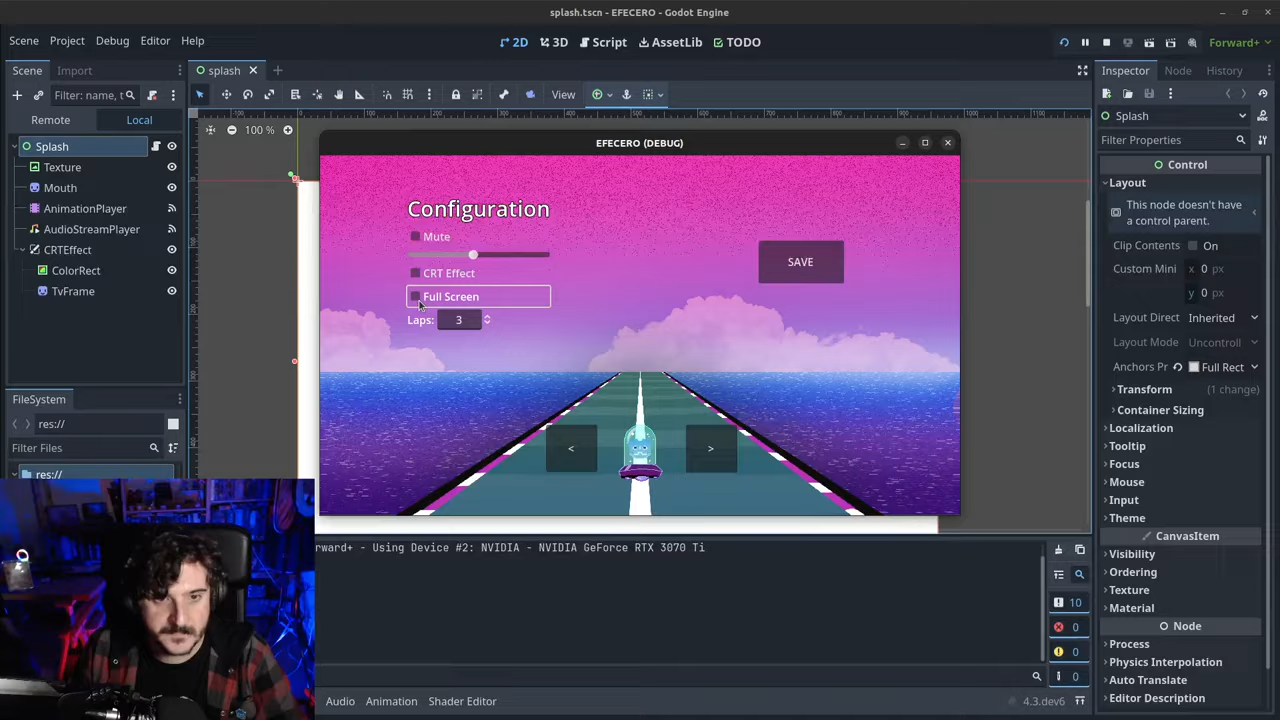 splash.tscn - EFECERO - Godot Engine
Scene Project Debug Editor Help
2D 3D Script AssetLib TODO
Forward+
Scene Import
splash
Inspector Node History
Filter: name, t
View
Remote Local
100 %
Splash
Texture
Mouth
AnimationPlayer
AudioStreamPlayer
CRTEffect
ColorRect
TvFrame
EFECERO (DEBUG)
Configuration
Mute
CRT Effect
Full Screen
Laps: 3
SAVE
< >
FileSystem
res://
Filter Files
res://
orward+ - Using Device #2: NVIDIA - NVIDIA GeForce RTX 3070 Ti
10
0
0
0
Audio Animation Shader Editor
4.3.dev6
Splash
Filter Properties
Control
Layout
This node doesn't have
a control parent.
Clip Contents On
Custom Mini x 0 px
y 0 px
Layout Direct Inherited
Layout Mode Uncontroll
Anchors Pr Full Rect
Transform (1 change)
Container Sizing
Localization
Tooltip
Focus
Mouse
Input
Theme
CanvasItem
Visibility
Ordering
Texture
Material
Node
Process
Physics Interpolation
Auto Translate
Editor Description